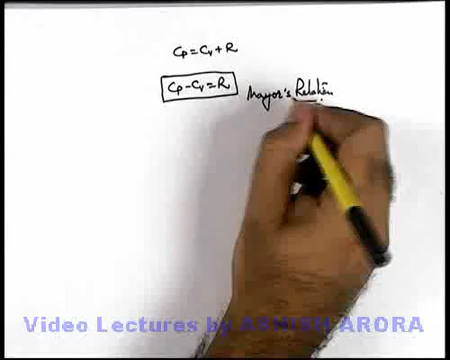 Cp = Cv + R
Cp - Cv = R
Mayor's Relation
Video Lectures by ASHISH ARORA